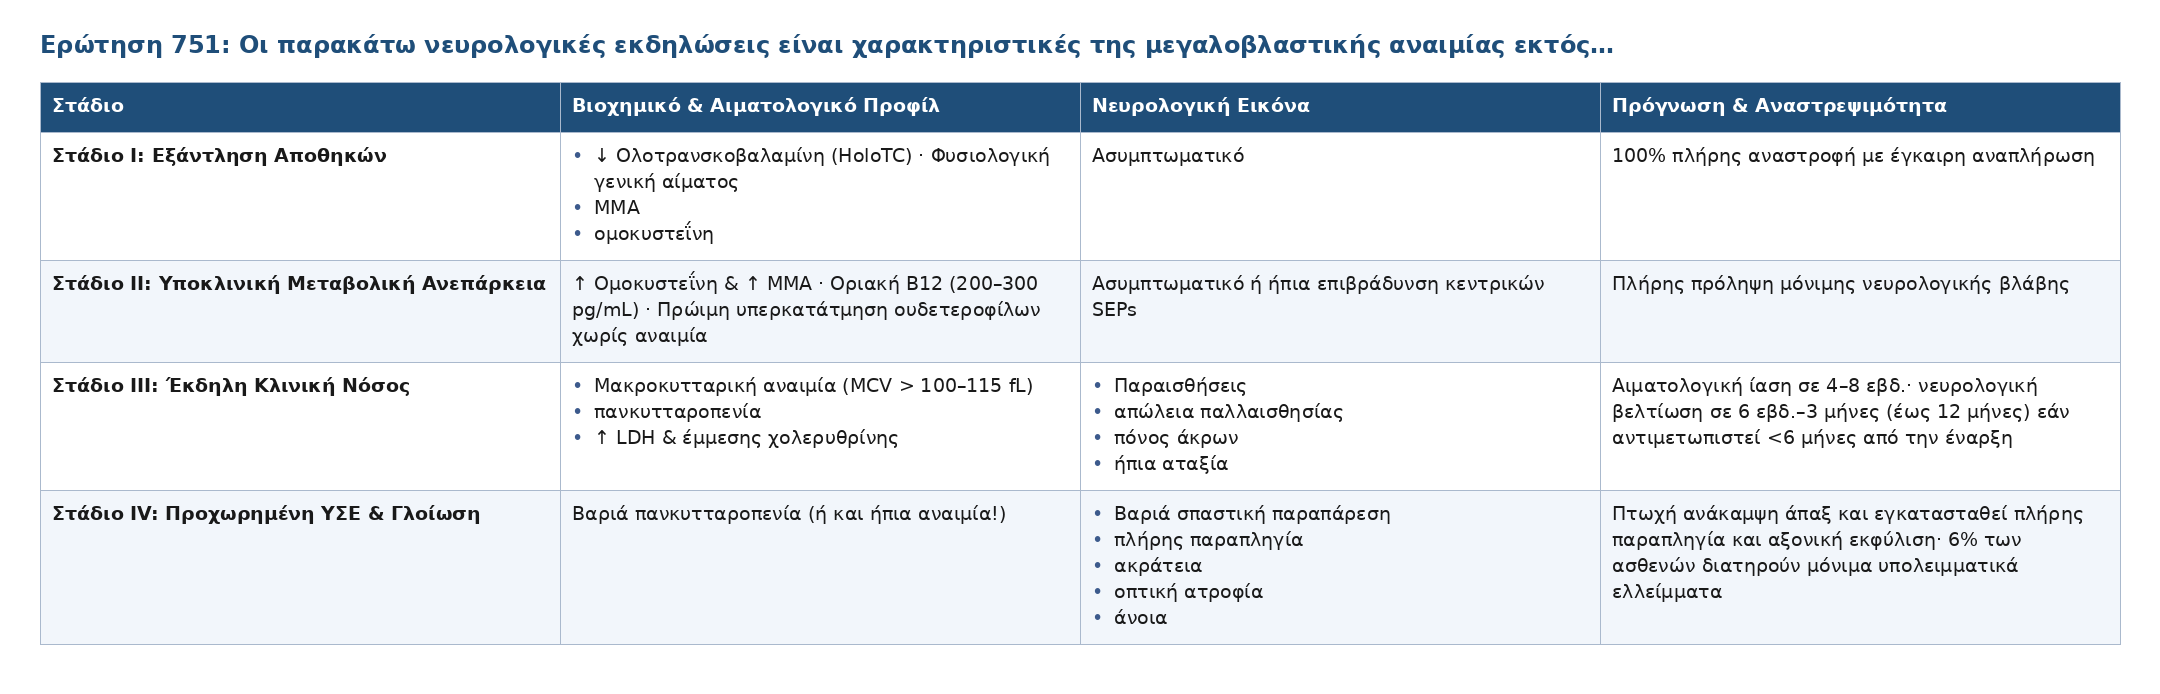 Ερώτηση 751: Οι παρακάτω νευρολογικές εκδηλώσεις είναι χαρακτηριστικές της μεγαλοβλαστικής αναιμίας εκτός...
Στάδιο
Βιοχημικό & Αιματολογικό Προφίλ
Νευρολογική Εικόνα
Πρόγνωση & Αναστρεψιμότητα
Στάδιο I: Εξάντληση Αποθηκών
• ↓ Ολοτρανσκοβαλαμίνη (HoloTC) · Φυσιολογική
γενική αίματος
• MMA
• ομοκυστεΐνη
Ασυμπτωματικό
100% πλήρης αναστροφή με έγκαιρη αναπλήρωση
Στάδιο II: Υποκλινική Μεταβολική Ανεπάρκεια
↑ Ομοκυστεΐνη & ↑ MMA · Οριακή B12 (200–300
pg/mL) · Πρώιμη υπερκατάτμηση ουδετεροφίλων
χωρίς αναιμία
Ασυμπτωματικό ή ήπια επιβράδυνση κεντρικών
SEPs
Πλήρης πρόληψη μόνιμης νευρολογικής βλάβης
Στάδιο III: Έκδηλη Κλινική Νόσος
• Μακροκυτταρική αναιμία (MCV > 100–115 fL)
• πανκυτταροπενία
• ↑ LDH & έμμεσης χολερυθρίνης
• Παραισθήσεις
• απώλεια παλλαισθησίας
• πόνος άκρων
• ήπια αταξία
Αιματολογική ίαση σε 4–8 εβδ.· νευρολογική
βελτίωση σε 6 εβδ.–3 μήνες (έως 12 μήνες) εάν
αντιμετωπιστεί <6 μήνες από την έναρξη
Στάδιο IV: Προχωρημένη ΥΣΕ & Γλοίωση
Βαριά πανκυτταροπενία (ή και ήπια αναιμία!)
• Βαριά σπαστική παραπάρεση
• πλήρης παραπληγία
• ακράτεια
• οπτική ατροφία
• άνοια
Πτωχή ανάκαμψη άπαξ και εγκατασταθεί πλήρης
παραπληγία και αξονική εκφύλιση· 6% των
ασθενών διατηρούν μόνιμα υπολειμματικά
ελλείμματα